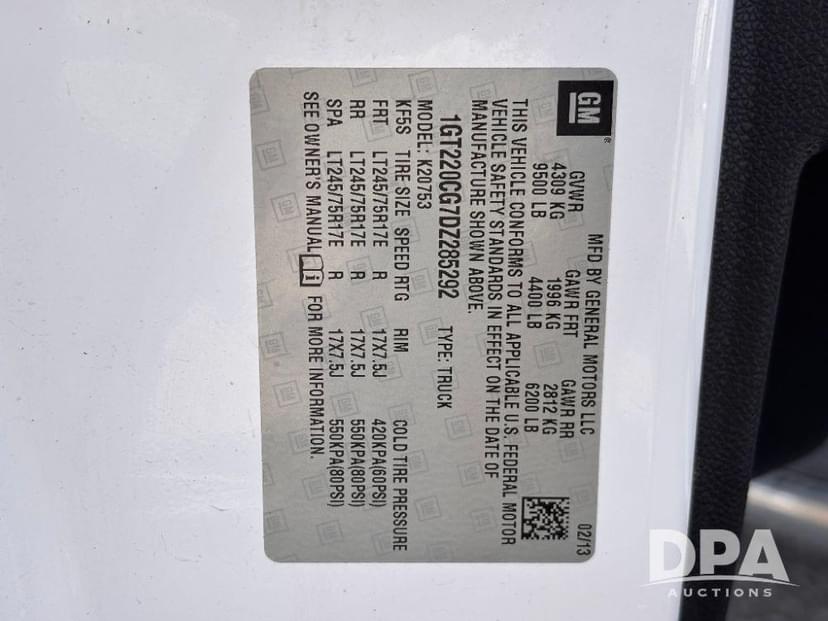 GM
MFD BY GENERAL MOTORS LLC 02/13
GVWR GAWR FRT GAWR RR
4309 KG 1996 KG 2812 KG
9500 LB 4400 LB 6200 LB
THIS VEHICLE CONFORMS TO ALL APPLICABLE U.S. FEDERAL MOTOR
VEHICLE SAFETY STANDARDS IN EFFECT ON THE DATE OF
MANUFACTURE SHOWN ABOVE.
1GT220CG7DZ285292 TYPE: TRUCK
MODEL: K20753
KF5S TIRE SIZE SPEED RTG RIM COLD TIRE PRESSURE
FRT LT245/75R17E R 17X7.5J 420KPA(60PSI)
RR LT245/75R17E R 17X7.5J 550KPA(80PSI)
SPA LT245/75R17E R 17X7.5J 550KPA(80PSI)
SEE OWNER'S MANUAL i FOR MORE INFORMATION.
DPA
AUCTIONS